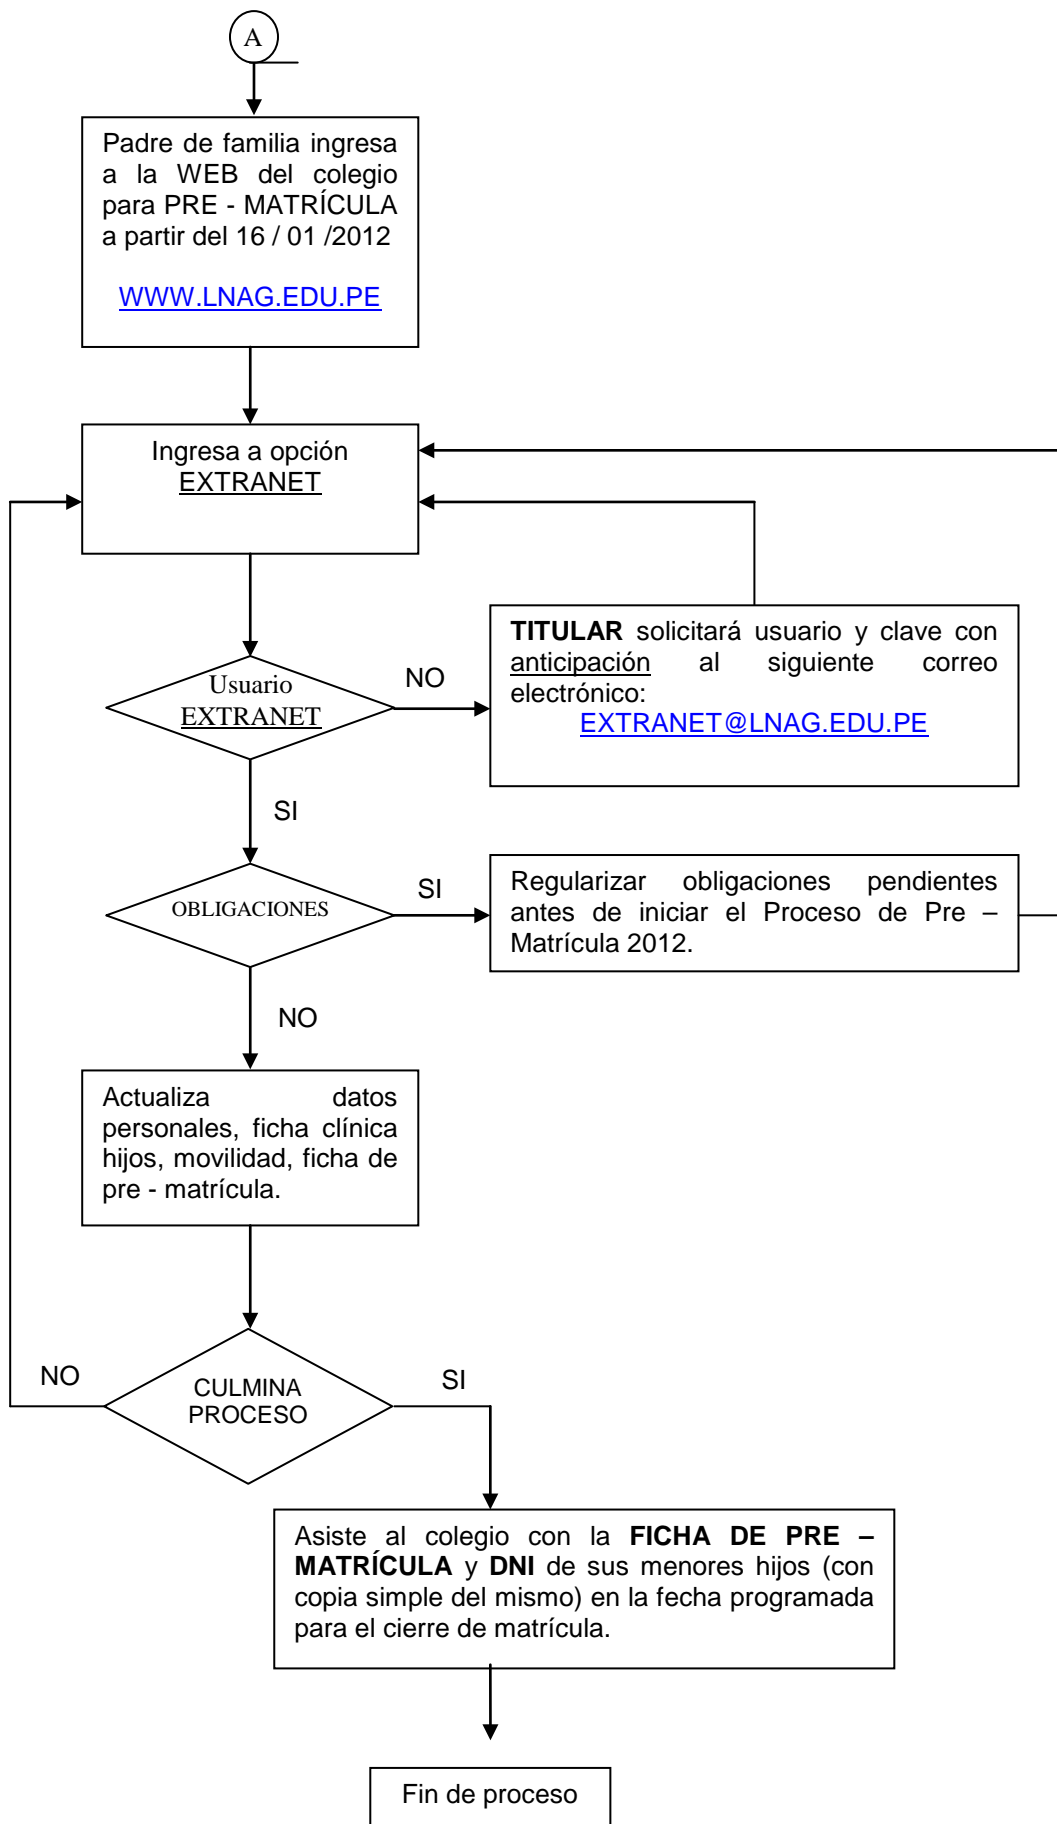 A
Padre de familia ingresa
a la WEB del colegio
para PRE - MATRÍCULA
a partir del 16 / 01 /2012
WWW.LNAG.EDU.PE
Ingresa a opción
EXTRANET
Usuario
EXTRANET
NO
TITULAR solicitará usuario y clave con
anticipación al siguiente correo
electrónico:
EXTRANET@LNAG.EDU.PE
SI
OBLIGACIONES
SI
Regularizar obligaciones pendientes
antes de iniciar el Proceso de Pre –
Matrícula 2012.
NO
Actualiza datos
personales, ficha clínica
hijos, movilidad, ficha de
pre - matrícula.
NO
CULMINA
PROCESO
SI
Asiste al colegio con la FICHA DE PRE –
MATRÍCULA y DNI de sus menores hijos (con
copia simple del mismo) en la fecha programada
para el cierre de matrícula.
Fin de proceso